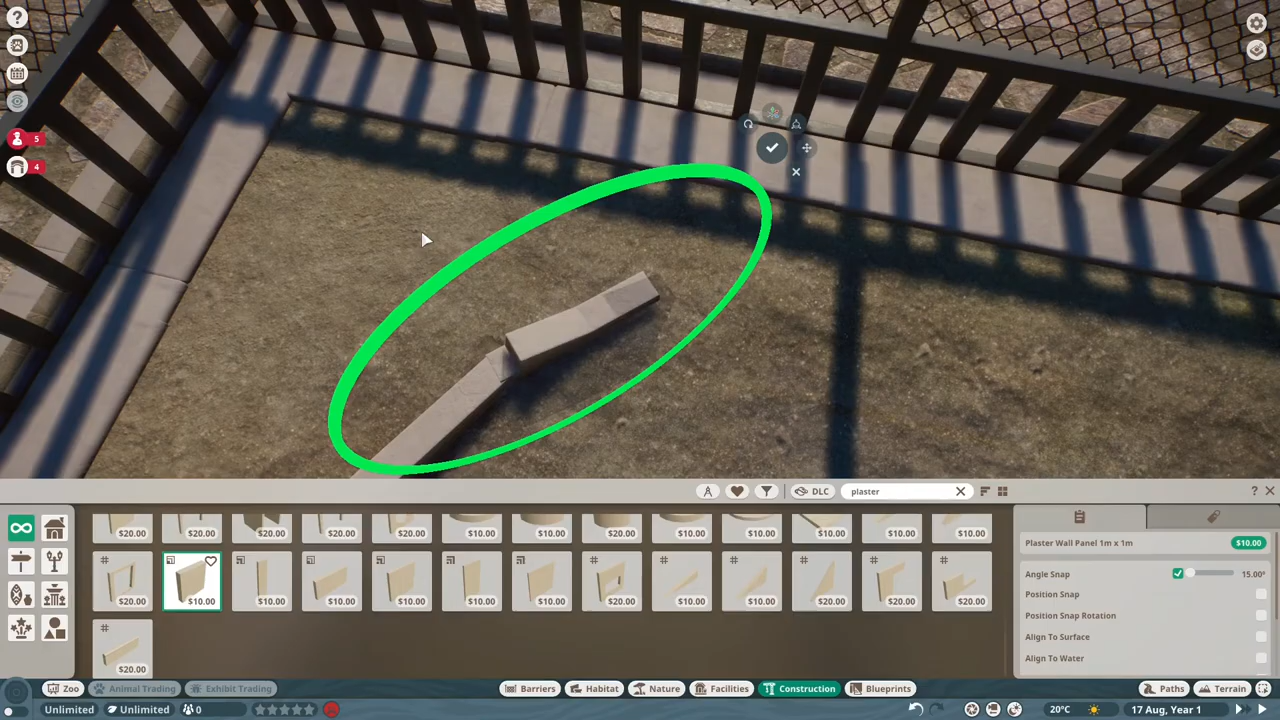 ?
5
4
DLC
plaster
? ×
$20.00 $20.00 $20.00 $20.00 $20.00 $10.00 $10.00 $20.00 $10.00 $10.00 $10.00 $10.00 $10.00
$20.00 $10.00 $10.00 $10.00 $10.00 $10.00 $10.00 $20.00 $10.00 $10.00 $20.00 $20.00 $20.00
$20.00
Plaster Wall Panel 1m x 1m $10.00
Angle Snap 15.00°
Position Snap
Position Snap Rotation
Align To Surface
Align To Water
Zoo Animal Trading Exhibit Trading Barriers Habitat Nature Facilities Construction Blueprints Paths Terrain
Unlimited Unlimited 0 20°C 17 Aug, Year 1